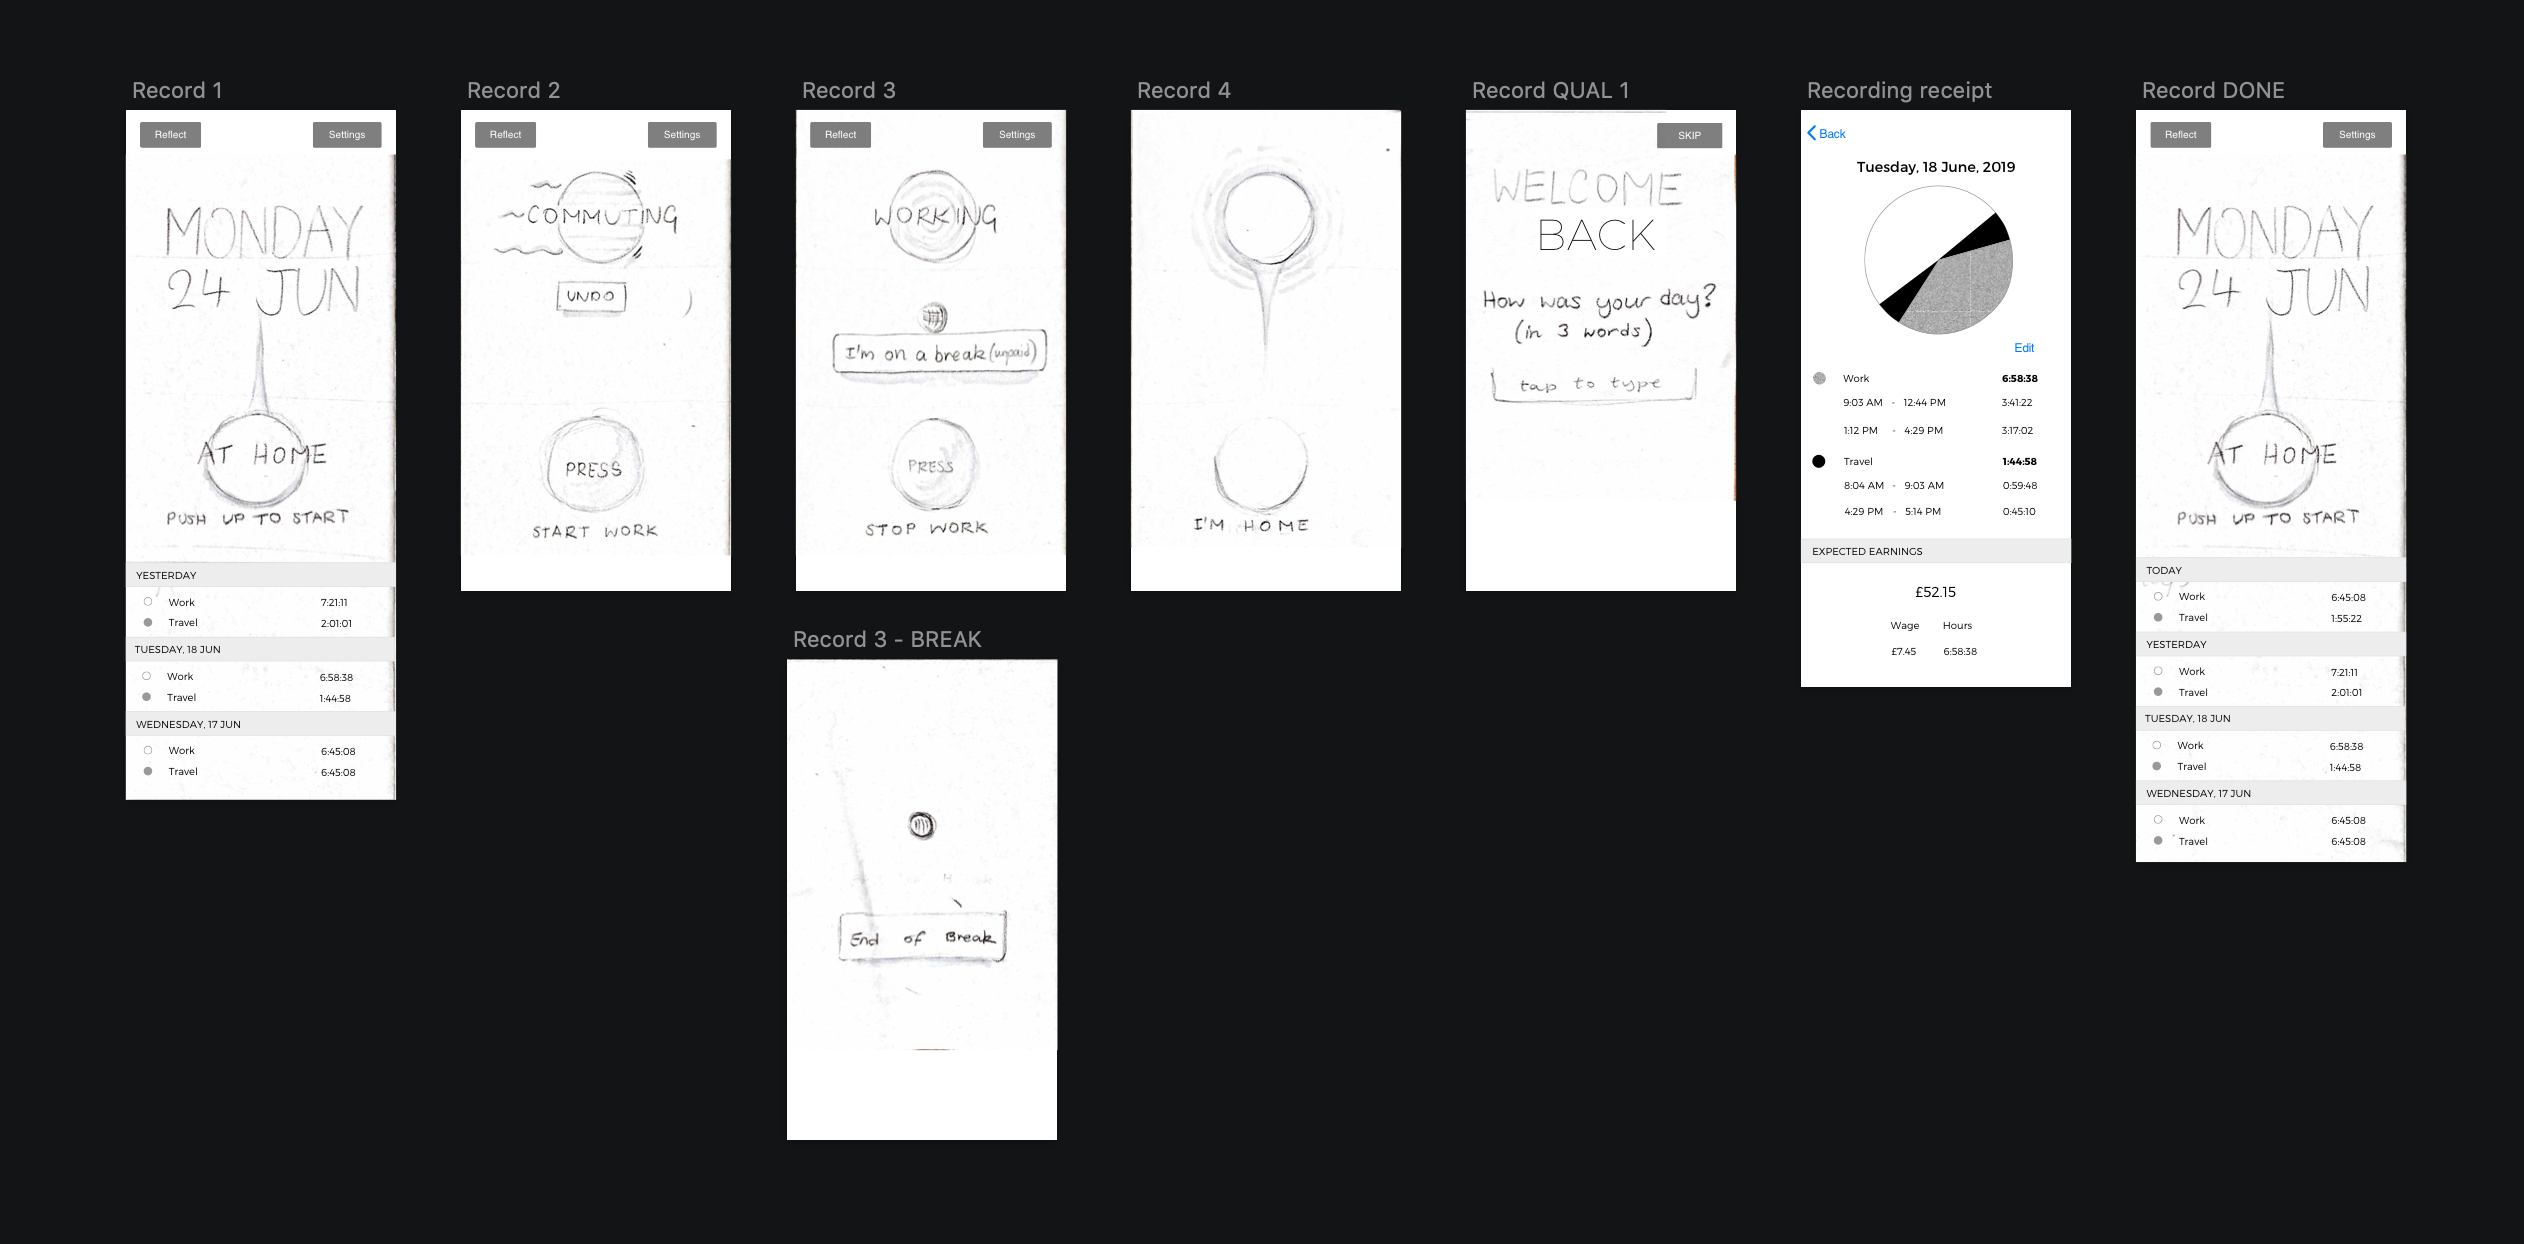 Record 1
Reflect
Settings
MONDAY
24 JUN
AT HOME
PUSH UP TO START
YESTERDAY
Work 7:21:11
Travel 2:01:01
TUESDAY, 18 JUN
Work 6:58:38
Travel 1:44:58
WEDNESDAY, 17 JUN
Work 6:45:08
Travel 6:45:08
Record 2
Reflect
Settings
COMMUTING
UNDO
PRESS
START WORK
Record 3
Reflect
Settings
WORKING
I'm on a break (unpaid)
PRESS
STOP WORK
Record 3 - BREAK
End of Break
Record 4
I'M HOME
Record QUAL 1
SKIP
WELCOME
BACK
How was your day?
(in 3 words)
tap to type
Recording receipt
Back
Tuesday, 18 June, 2019
Edit
Work 6:58:38
9:03 AM - 12:44 PM 3:41:22
1:12 PM - 4:29 PM 3:17:02
Travel 1:44:58
8:04 AM - 9:03 AM 0:59:48
4:29 PM - 5:14 PM 0:45:10
EXPECTED EARNINGS
£52.15
Wage Hours
£7.45 6:58:38
Record DONE
Reflect
Settings
MONDAY
24 JUN
AT HOME
PUSH UP TO START
TODAY
Work 6:45:08
Travel 1:55:22
YESTERDAY
Work 7:21:11
Travel 2:01:01
TUESDAY, 18 JUN
Work 6:58:38
Travel 1:44:58
WEDNESDAY, 17 JUN
Work 6:45:08
Travel 6:45:08